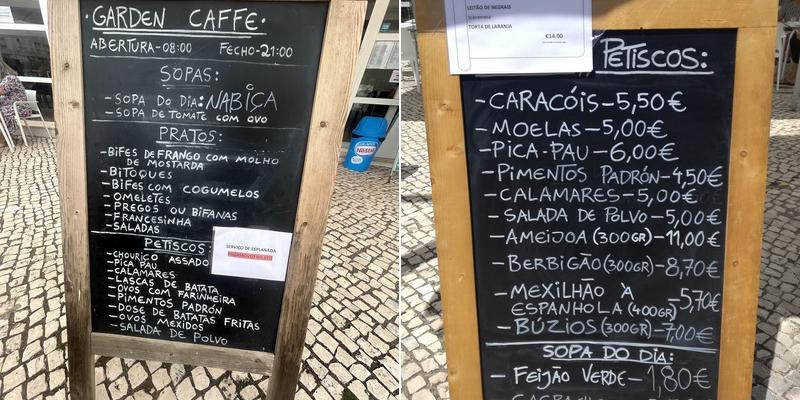 ·GARDEN CAFFE·
ABERTURA-08:00 FECHO-21:00
SOPAS:
-SOPA DO DIA:NABIÇA
-SOPA DE TOMATE COM OVO
PRATOS:
-BIFES DE FRANGO COM MOLHO
DE MOSTARDA
-BITOQUES
-BIFES COM COGUMELOS
-OMELETES
-PREGOS OU BIFANAS
-FRANCESINHA
-SALADAS
PETISCOS:
-CHOURIÇO ASSADO
-PICA PAU
-CALAMARES
-LASCAS DE BATATA
-OVOS COM FARINHEIRA
-PIMENTOS PADRÓN
-DOSE DE BATATAS FRITAS
-OVOS MEXIDOS
-SALADA DE POLVO
SERVIÇO DE ESPLANADA
Nestlé
LEITÃO DE NEGRAIS
Sobremesa
TORTA DE LARANJA
€14.00
PETISCOS:
-CARACÓIS-5,50€
-MOELAS-5,00€
-PICA-PAU-6,00€
-PIMENTOS PADRÓN-4,50€
-CALAMARES-5,00€
-SALADA DE POLVO-5,00€
-AMEIJOA (300GR)-11,00€
-BERBIGÃO(300GR)-8,70€
-MEXILHÃO À
ESPANHOLA (400GR)-5,70€
-BÚZIOS(300GR)-7,00€
SOPA DO DIA:
-FEIJÃO VERDE-1,80€